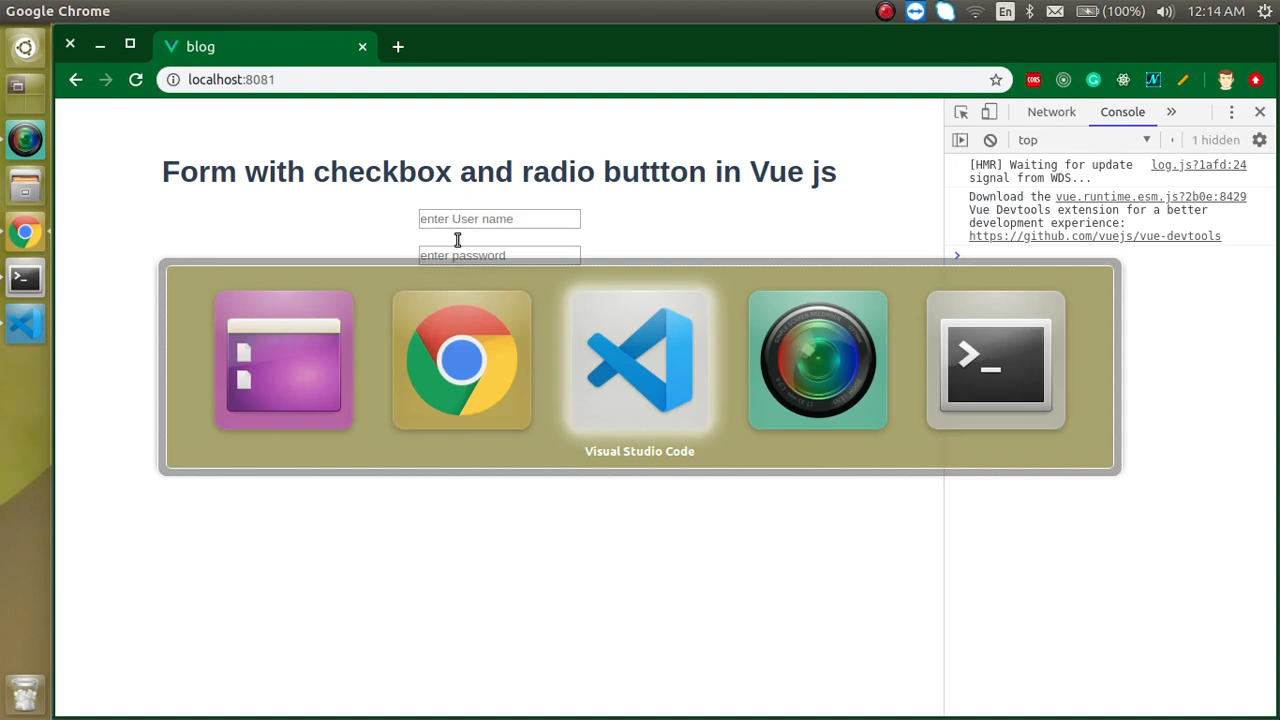 Google Chrome
En
(100%)
12:14 AM
blog
localhost:8081
CORS
N
Network
Console
top
1 hidden
Form with checkbox and radio buttton in Vue js
enter User name
enter password
[HMR] Waiting for update log.js?1afd:24
signal from WDS...
Download the vue.runtime.esm.js?2b0e:8429
Vue Devtools extension for a better
development experience:
https://github.com/vuejs/vue-devtools
Visual Studio Code